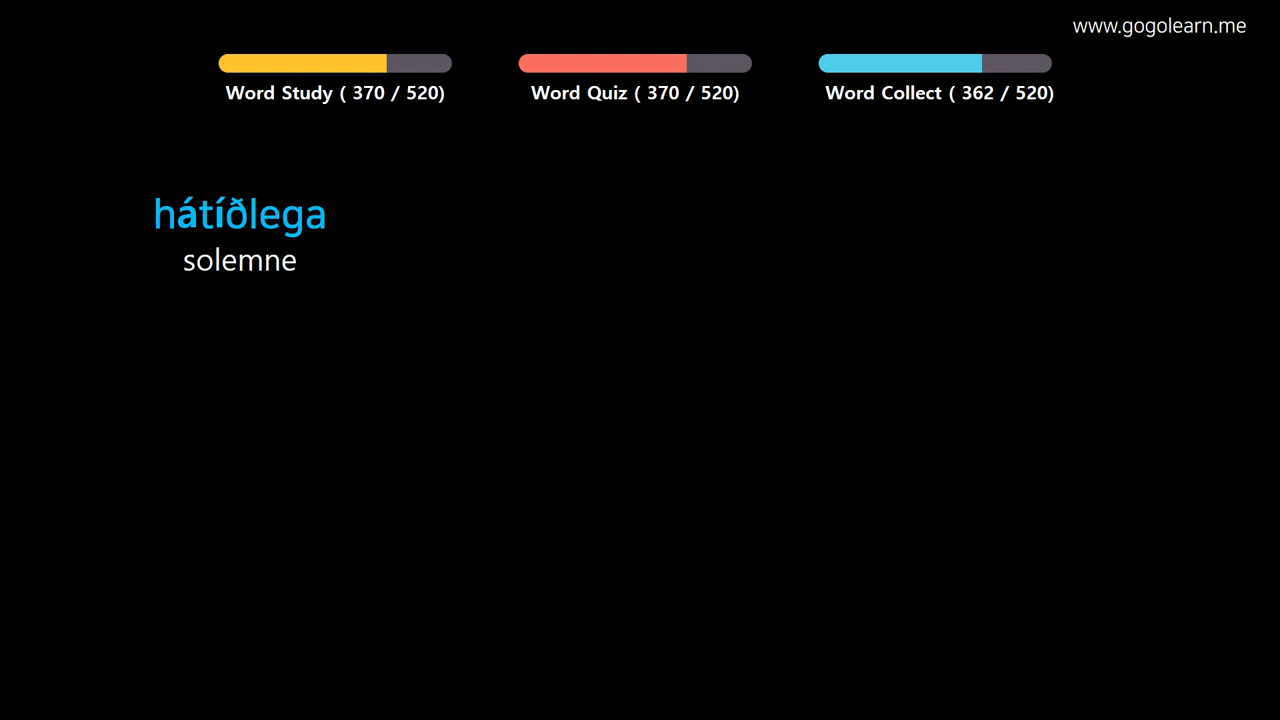 www.gogolearn.me
Word Study ( 370 / 520)
Word Quiz ( 370 / 520)
Word Collect ( 362 / 520)
hátíðlega
solemne